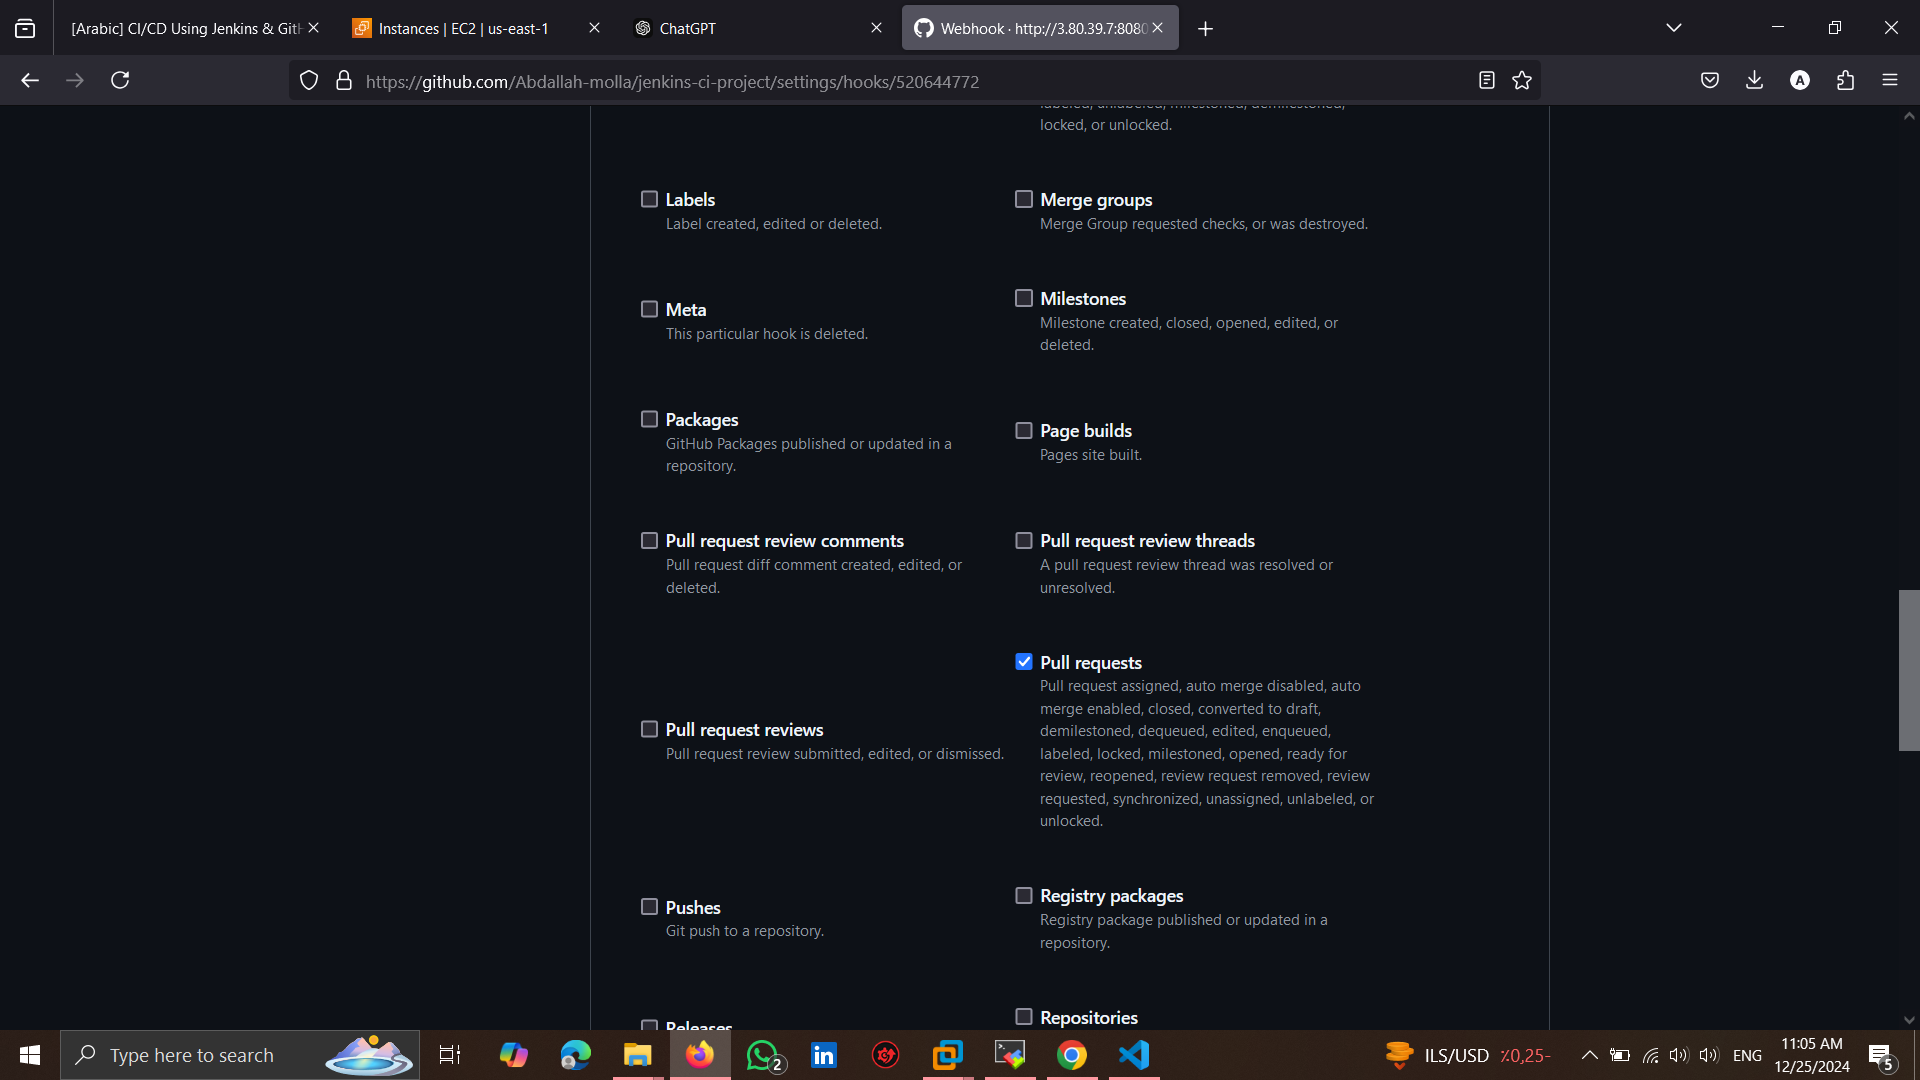 [Arabic] CI/CD Using Jenkins & GitH
Instances | EC2 | us-east-1
ChatGPT
Webhook · http://3.80.39.7:8080
https://github.com/Abdallah-molla/jenkins-ci-project/settings/hooks/520644772
A
labeled, unlabeled, milestoned, demilestoned,
locked, or unlocked.
Labels
Label created, edited or deleted.
Merge groups
Merge Group requested checks, or was destroyed.
Meta
This particular hook is deleted.
Milestones
Milestone created, closed, opened, edited, or
deleted.
Packages
GitHub Packages published or updated in a
repository.
Page builds
Pages site built.
Pull request review comments
Pull request diff comment created, edited, or
deleted.
Pull request review threads
A pull request review thread was resolved or
unresolved.
Pull request reviews
Pull request review submitted, edited, or dismissed.
Pull requests
Pull request assigned, auto merge disabled, auto
merge enabled, closed, converted to draft,
demilestoned, dequeued, edited, enqueued,
labeled, locked, milestoned, opened, ready for
review, reopened, review request removed, review
requested, synchronized, unassigned, unlabeled, or
unlocked.
Pushes
Git push to a repository.
Registry packages
Registry package published or updated in a
repository.
Releases
Repositories
Type here to search
2
in
ILS/USD
٪0,25-
ENG
11:05 AM
12/25/2024
5